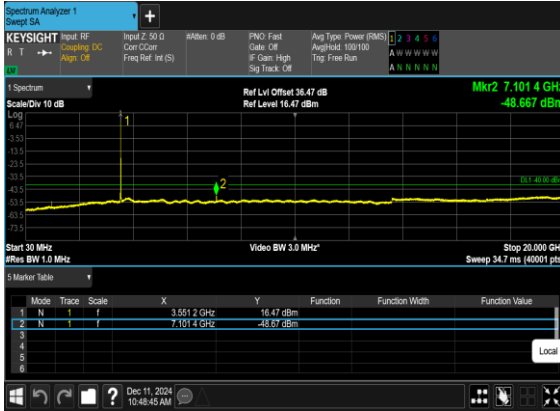 Spectrum Analyzer 1
Swept SA
KEYSIGHT Input: RF Input Z: 50 Ω #Atten: 0 dB PNO: Fast Avg Type: Power (RMS) 1 2 3 4 5 6
R T Coupling: DC Corr CCorr Gate: Off Avg|Hold: 100/100 A W W W W W
Align: Off Freq Ref: Int (S) IF Gain: High Trig: Free Run
Sig Track: Off A N N N N N
1 Spectrum Ref Lvl Offset 36.47 dB Mkr2 7.101 4 GHz
Scale/Div 10 dB Ref Level 16.47 dBm -48.667 dBm
Log
6.47
-3.53
-13.5
-23.5
-33.5
-43.5
-53.5
-63.5
-73.5
1
2
DL1 -40.00 dBm
Start 30 MHz Video BW 3.0 MHz* Stop 20.000 GH
#Res BW 1.0 MHz Sweep 34.7 ms (40001 pts
5 Marker Table
Mode Trace Scale X Y Function Function Width Function Value
1 N 1 f 3.551 2 GHz 16.47 dBm
2 N 1 f 7.101 4 GHz -48.67 dBm
3
4
5
6
Local
? Dec 11, 2024
10:48:45 AM